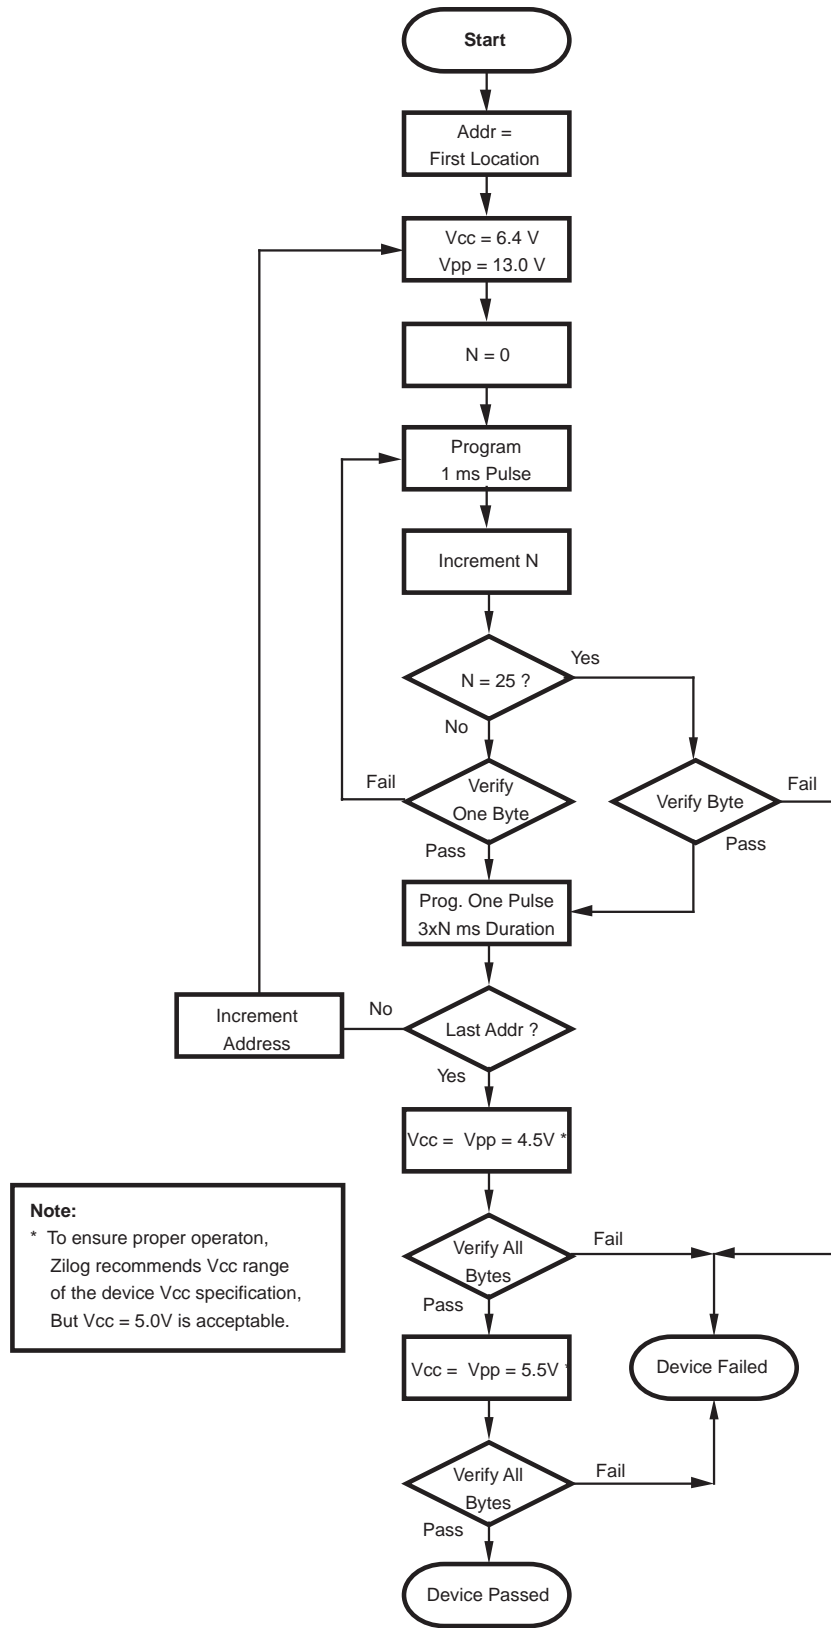 Start
Addr =
First Location
Vcc = 6.4 V
Vpp = 13.0 V
N = 0
Program
1 ms Pulse
Increment N
N = 25 ?
Yes
No
Fail
Verify
One Byte
Verify Byte
Fail
Pass
Pass
Prog. One Pulse
3xN ms Duration
Increment
Address
No
Last Addr ?
Yes
Vcc = Vpp = 4.5V *
Note:
* To ensure proper operaton,
Zilog recommends Vcc range
of the device Vcc specification,
But Vcc = 5.0V is acceptable.
Verify All
Bytes
Fail
Pass
Vcc = Vpp = 5.5V *
Device Failed
Verify All
Bytes
Fail
Pass
Device Passed